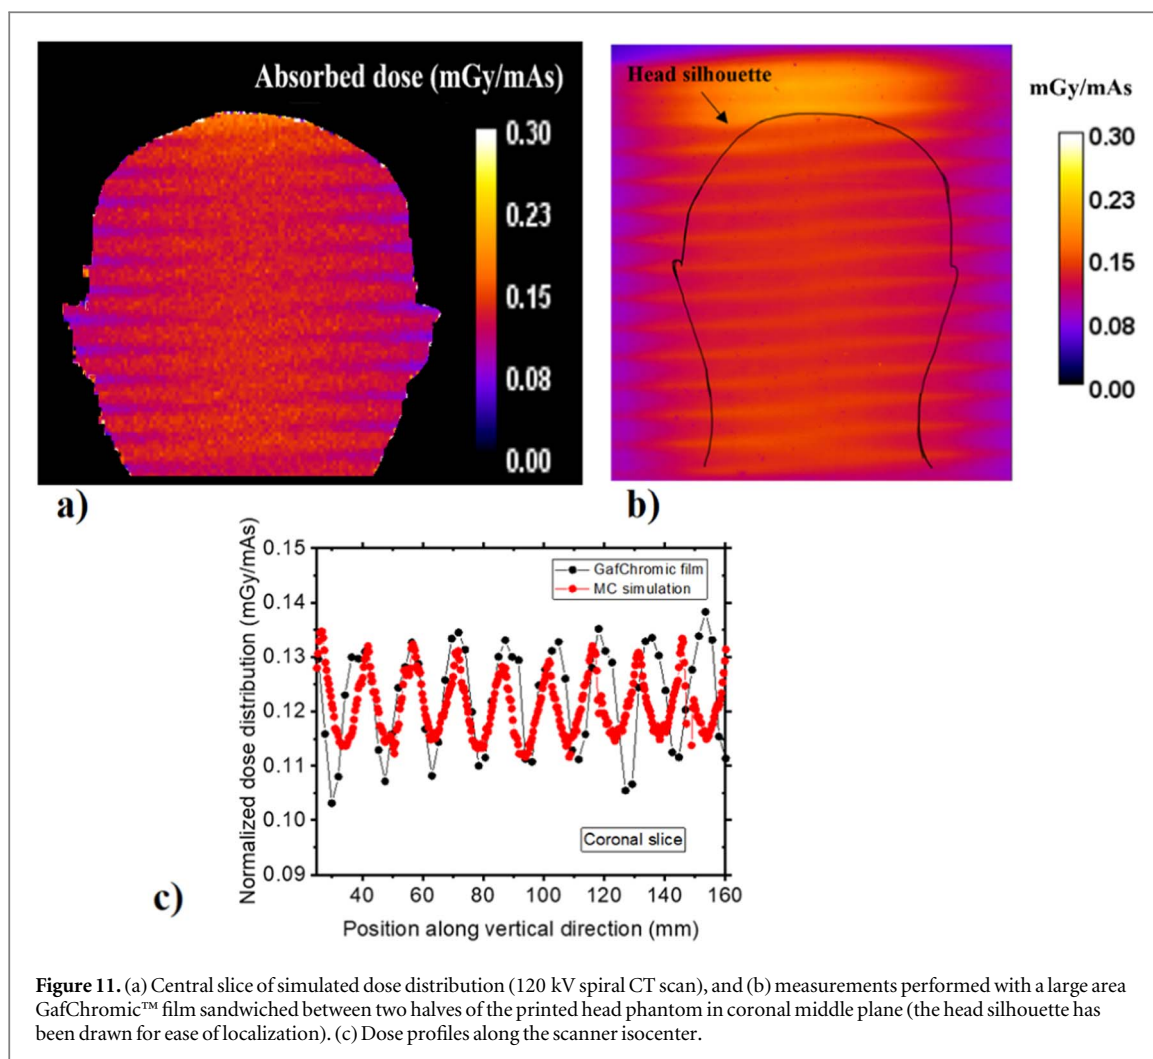 Absorbed dose (mGy/mAs)
0.30
0.23
0.15
0.08
0.00
a)
Head silhouette
mGy/mAs
0.30
0.23
0.15
0.08
0.00
b)
Normalized dose distribution (mGy/mAs)
0.15
0.14
0.13
0.12
0.11
0.10
0.09
GafChromic film
MC simulation
Coronal slice
40 60 80 100 120 140 160
Position along vertical direction (mm)
c)
Figure 11. (a) Central slice of simulated dose distribution (120 kV spiral CT scan), and (b) measurements performed with a large area
GafChromic™ film sandwiched between two halves of the printed head phantom in coronal middle plane (the head silhouette has
been drawn for ease of localization). (c) Dose profiles along the scanner isocenter.